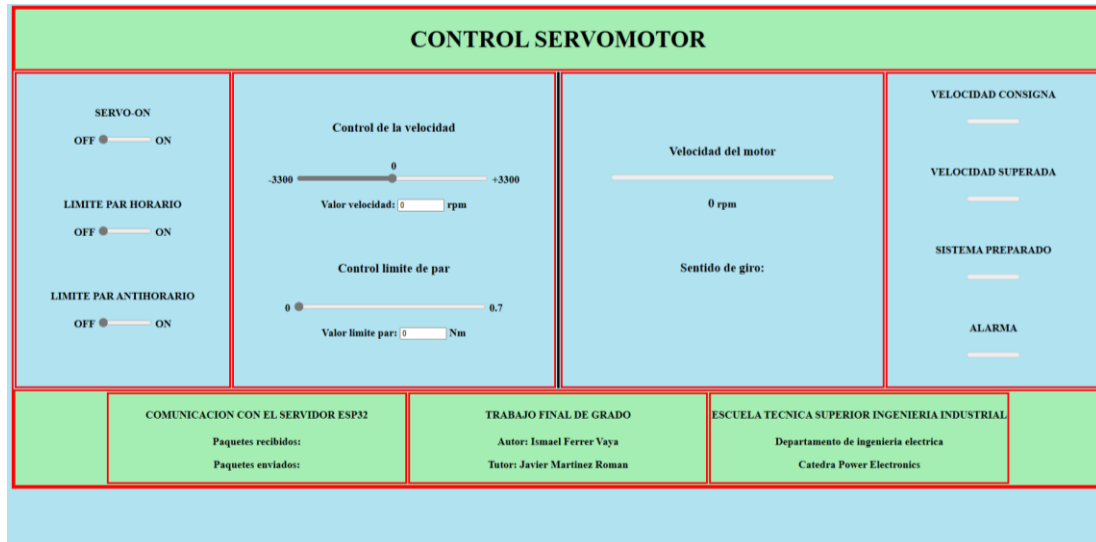 CONTROL SERVOMOTOR
SERVO-ON
OFF ON
LIMITE PAR HORARIO
OFF ON
LIMITE PAR ANTIHORARIO
OFF ON
Control de la velocidad
0
-3300 +3300
Valor velocidad: 0 rpm
Control limite de par
0 0.7
Valor limite par: 0 Nm
Velocidad del motor
0 rpm
Sentido de giro:
VELOCIDAD CONSIGNA
VELOCIDAD SUPERADA
SISTEMA PREPARADO
ALARMA
COMUNICACION CON EL SERVIDOR ESP32
Paquetes recibidos:
Paquetes enviados:
TRABAJO FINAL DE GRADO
Autor: Ismael Ferrer Vaya
Tutor: Javier Martinez Roman
ESCUELA TECNICA SUPERIOR INGENIERIA INDUSTRIAL
Departamento de ingenieria electrica
Catedra Power Electronics